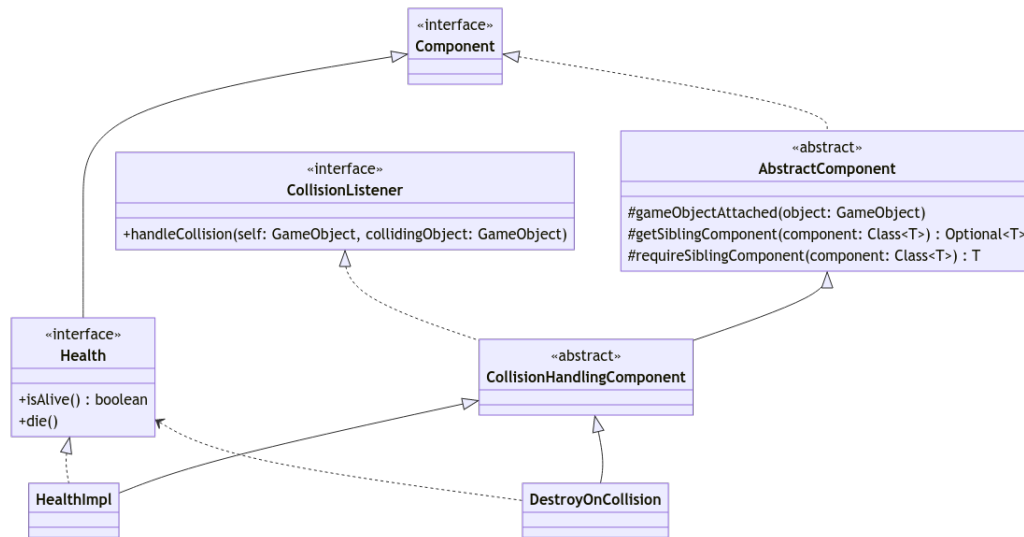 «interface»
Component
«abstract»
AbstractComponent
#gameObjectAttached(object: GameObject)
#getSiblingComponent(component: Class<T>) : Optional<T>
#requireSiblingComponent(component: Class<T>) : T
«interface»
CollisionListener
+handleCollision(self: GameObject, collidingObject: GameObject)
«interface»
Health
+isAlive() : boolean
+die()
«abstract»
CollisionHandlingComponent
HealthImpl
DestroyOnCollision